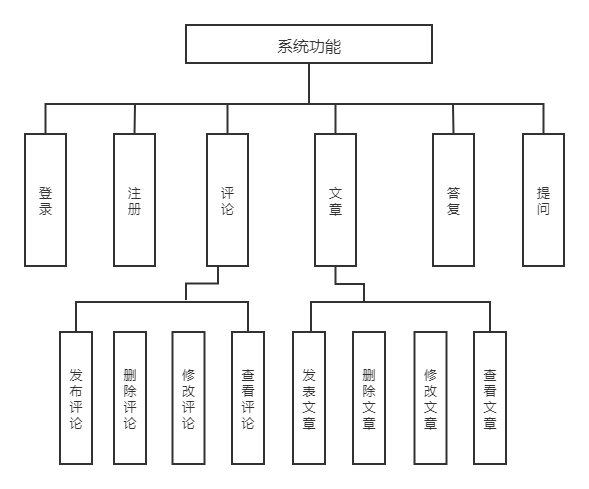 系统功能
登录
注册
评论
文章
答复
提问
发布评论
删除评论
修改评论
查看评论
发表文章
删除文章
修改文章
查看文章